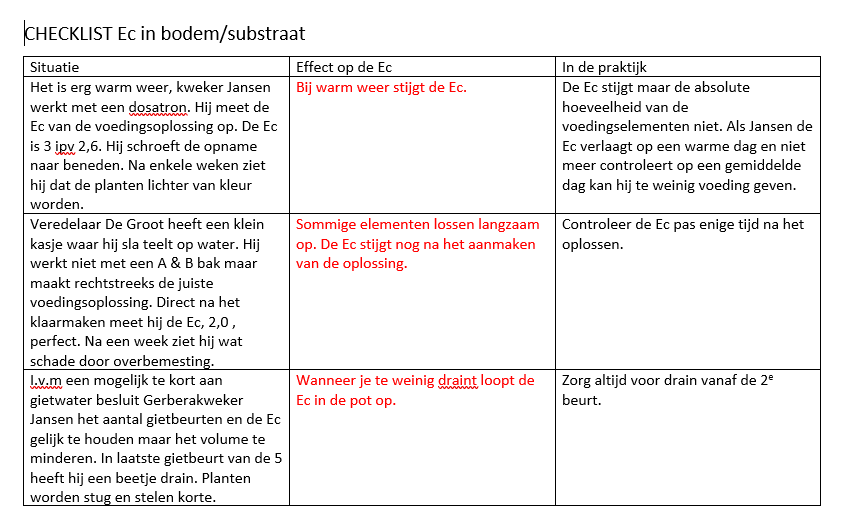 CHECKLIST Ec in bodem/substraat
Situatie
Effect op de Ec
In de praktijk
Het is erg warm weer, kweker Jansen
werkt met een dosatron. Hij meet de
Ec van de voedingsoplossing op. De Ec
is 3 ipv 2,6. Hij schroeft de opname
naar beneden. Na enkele weken ziet
hij dat de planten lichter van kleur
worden.
Bij warm weer stijgt de Ec.
De Ec stijgt maar de absolute
hoeveelheid van de
voedingselementen niet. Als Jansen de
Ec verlaagt op een warme dag en niet
meer controleert op een gemiddelde
dag kan hij te weinig voeding geven.
Veredelaar De Groot heeft een klein
kasje waar hij sla teelt op water. Hij
werkt niet met een A & B bak maar
maakt rechtstreeks de juiste
voedingsoplossing. Direct na het
klaarmaken meet hij de Ec, 2,0 ,
perfect. Na een week ziet hij wat
schade door overbemesting.
Sommige elementen lossen langzaam
op. De Ec stijgt nog na het aanmaken
van de oplossing.
Controleer de Ec pas enige tijd na het
oplossen.
I.v.m een mogelijk te kort aan
gietwater besluit Gerberakweker
Jansen het aantal gietbeurten en de Ec
gelijk te houden maar het volume te
minderen. In laatste gietbeurt van de 5
heeft hij een beetje drain. Planten
worden stug en stelen korte.
Wanneer je te weinig draint loopt de
Ec in de pot op.
Zorg altijd voor drain vanaf de 2e
beurt.